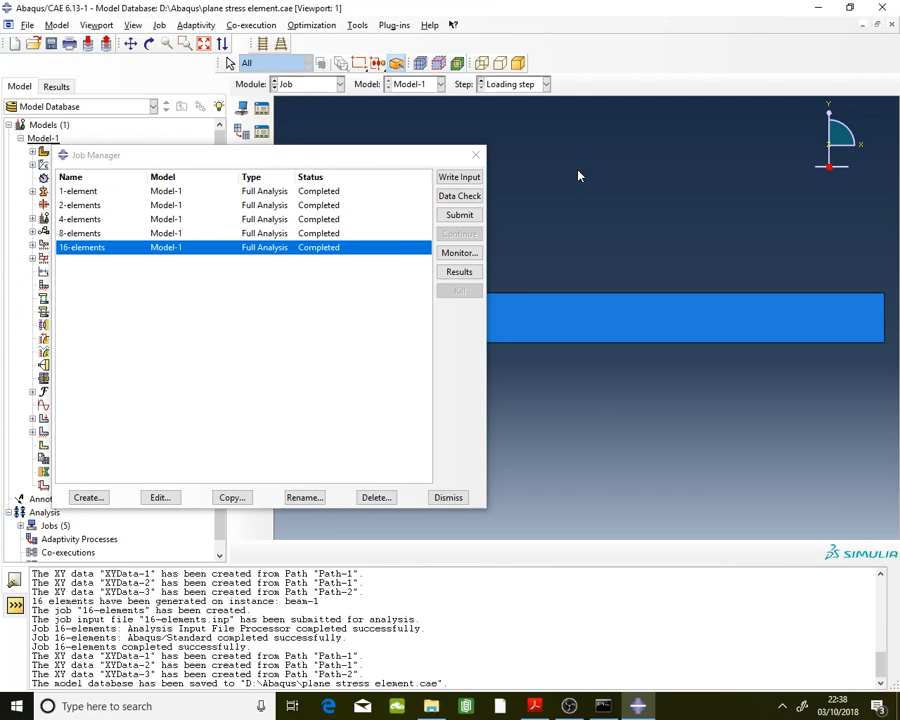 Abaqus/CAE 6.13-1 - Model Database: D:\Abaqus\plane stress element.cae [Viewport: 1]
File Model Viewport View Job Adaptivity Co-execution Optimization Tools Plug-ins Help
All
Model Results Module: Job Model: Model-1 Step: Loading step
Model Database
Models (1)
Model-1
Job Manager
Name Model Type Status
1-element Model-1 Full Analysis Completed
2-elements Model-1 Full Analysis Completed
4-elements Model-1 Full Analysis Completed
8-elements Model-1 Full Analysis Completed
16-elements Model-1 Full Analysis Completed
Write Input
Data Check
Submit
Continue
Monitor...
Results
Kill
Create... Edit... Copy... Rename... Delete... Dismiss
Y
X
Annot
Analysis
Jobs (5)
Adaptivity Processes
Co-executions
SIMULIA
The XY data "XYData-1" has been created from Path "Path-1".
The XY data "XYData-2" has been created from Path "Path-1".
The XY data "XYData-3" has been created from Path "Path-2".
16 elements have been generated on instance: beam-1
The job "16-elements" has been created.
The job input file "16-elements.inp" has been submitted for analysis.
Job 16-elements: Analysis Input File Processor completed successfully.
Job 16-elements: Abaqus/Standard completed successfully.
Job 16-elements completed successfully.
The XY data "XYData-1" has been created from Path "Path-1".
The XY data "XYData-2" has been created from Path "Path-1".
The XY data "XYData-3" has been created from Path "Path-2".
The model database has been saved to "D:\Abaqus\plane stress element.cae".
>>>
Type here to search
22:38
03/10/2018
3